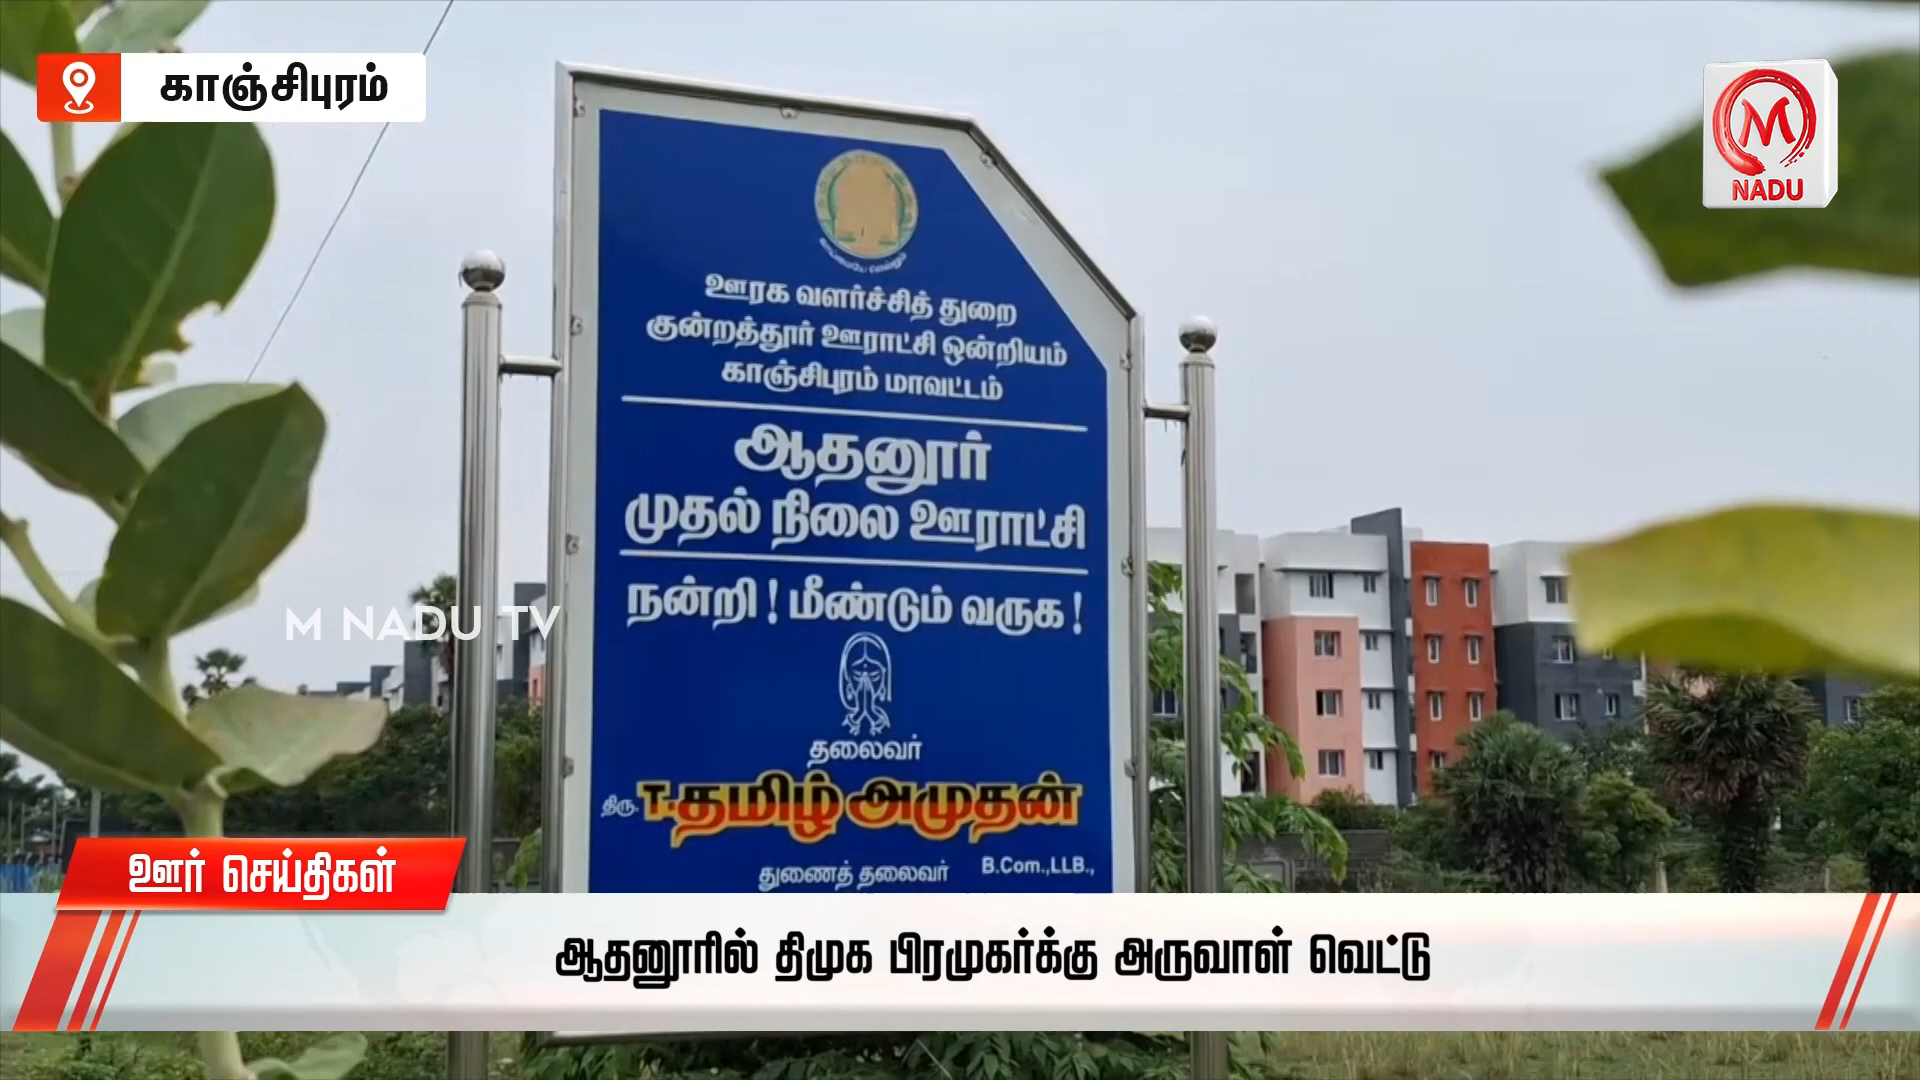 காஞ்சிபுரம்
M
NADU
வாய்மையே வெல்லும்
ஊரக வளர்ச்சித் துறை
குன்றத்தூர் ஊராட்சி ஒன்றியம்
காஞ்சிபுரம் மாவட்டம்
ஆதனூர்
முதல் நிலை ஊராட்சி
நன்றி ! மீண்டும் வருக !
M NADU TV
தலைவர்
திரு. T.தமிழ் அமுதன்
B.Com.,LLB.,
துணைத் தலைவர்
ஊர் செய்திகள்
ஆதனூரில் திமுக பிரமுகர்க்கு அருவாள் வெட்டு